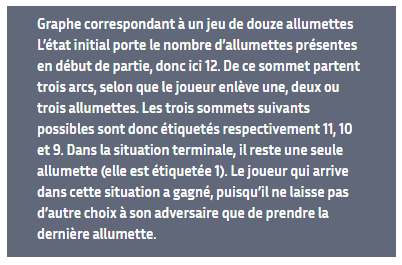 Graphe correspondant à un jeu de douze allumettes
L’état initial porte le nombre d’allumettes présentes
en début de partie, donc ici 12. De ce sommet partent
trois arcs, selon que le joueur enlève une, deux ou
trois allumettes. Les trois sommets suivants
possibles sont donc étiquetés respectivement 11, 10
et 9. Dans la situation terminale, il reste une seule
allumette (elle est étiquetée 1). Le joueur qui arrive
dans cette situation a gagné, puisqu’il ne laisse pas
d’autre choix à son adversaire que de prendre la
dernière allumette.